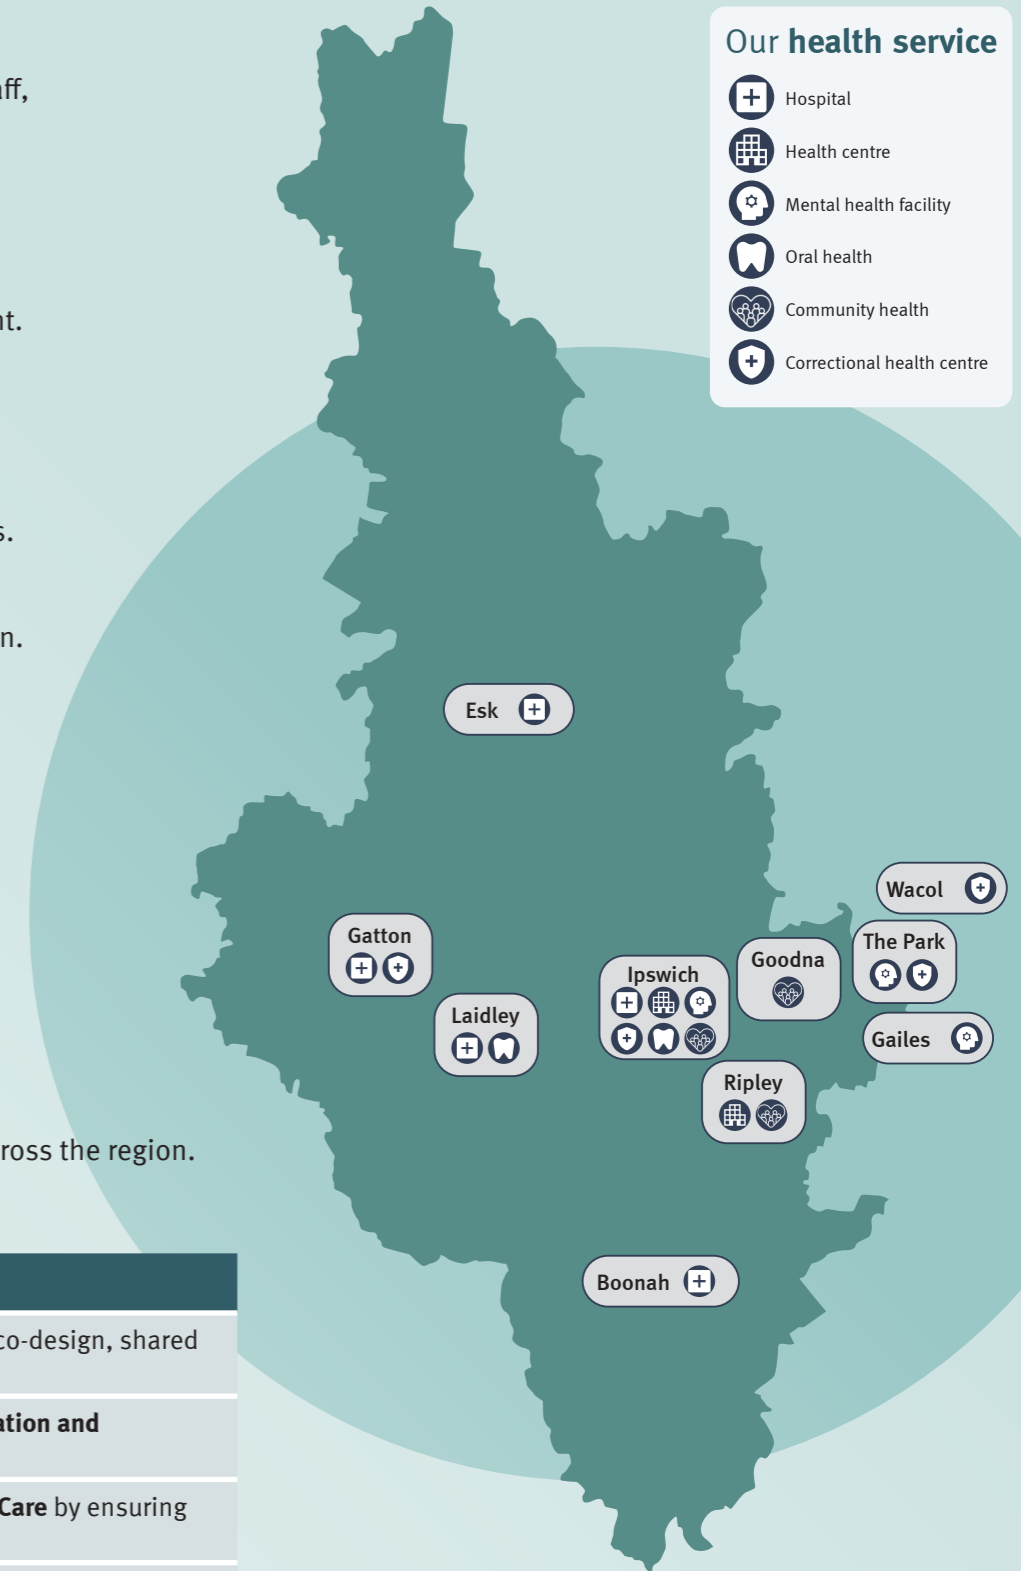 aff,
nt.
s.
n.
ross the region.
co-design, shared
ation and
Care by ensuring
Our health service
Hospital
Health centre
Mental health facility
Oral health
Community health
Correctional health centre
Esk
Wacol
Gatton
The Park
Goodna
Ipswich
Laidley
Gailes
Ripley
Boonah